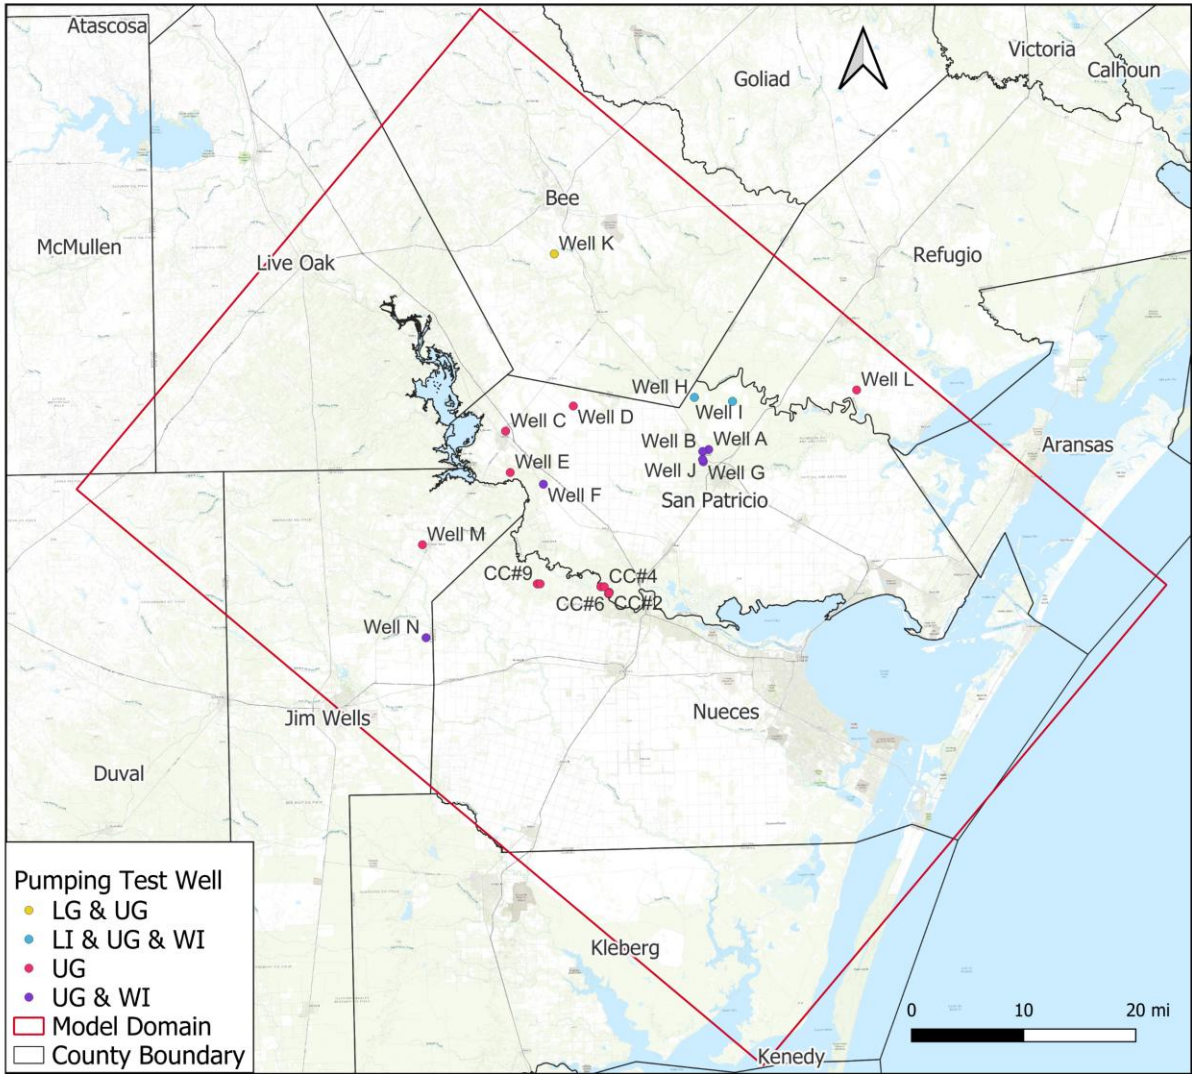 Atascosa
Victoria
Goliad
Calhoun
Bee
McMullen
Well K
Refugio
Live Oak
Well H
Well L
Well I
Well D
Well C
Well B
Well A
Aransas
Well E
Well J
Well G
Well F
San Patricio
Well M
CC#9
CC#4
CC#6
CC#2
Well N
Nueces
Jim Wells
Duval
Kleberg
Kenedy
Pumping Test Well
LG & UG
LI & UG & WI
UG
UG & WI
Model Domain
County Boundary
0 10 20 mi